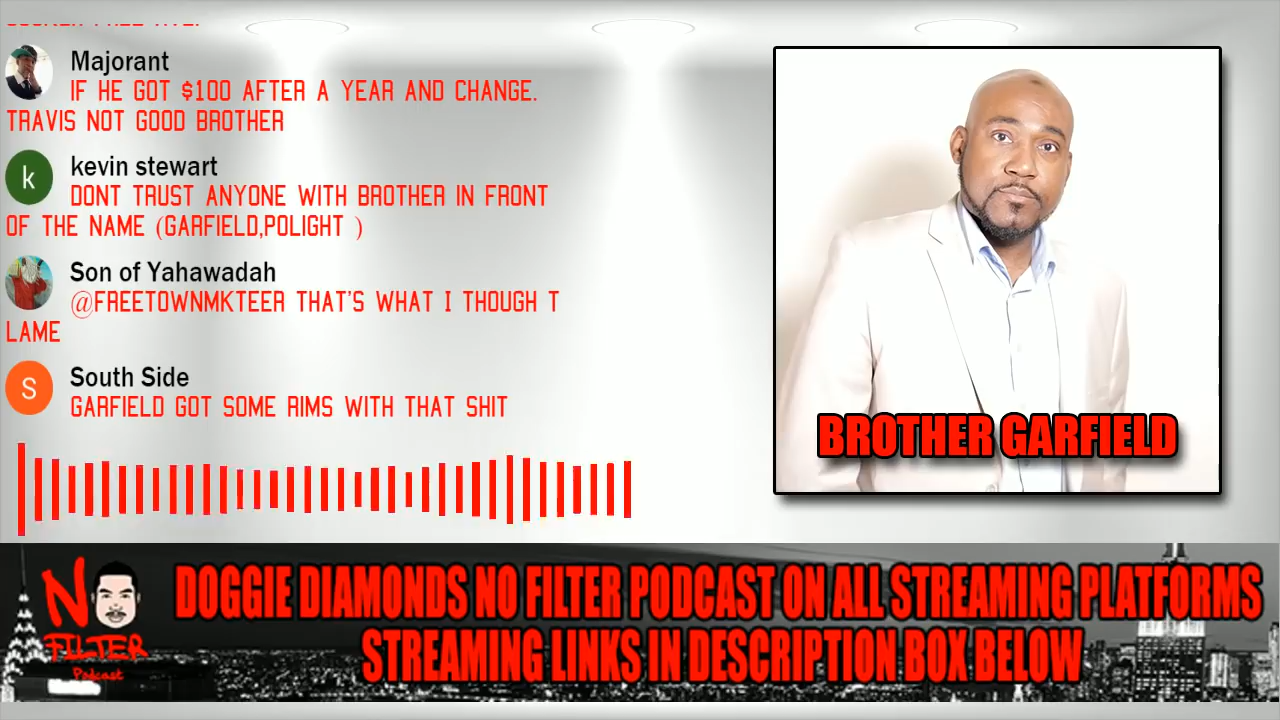 Majorant
IF HE GOT $100 AFTER A YEAR AND CHANGE.
TRAVIS NOT GOOD BROTHER
k
kevin stewart
DONT TRUST ANYONE WITH BROTHER IN FRONT
OF THE NAME (GARFIELD,POLIGHT )
Son of Yahawadah
@FREETOWNMKTEER THAT'S WHAT I THOUGH T
LAME
S
South Side
GARFIELD GOT SOME RIMS WITH THAT SHIT
BROTHER GARFIELD
NO
FILTER
Podcast
DOGGIE DIAMONDS NO FILTER PODCAST ON ALL STREAMING PLATFORMS
STREAMING LINKS IN DESCRIPTION BOX BELOW